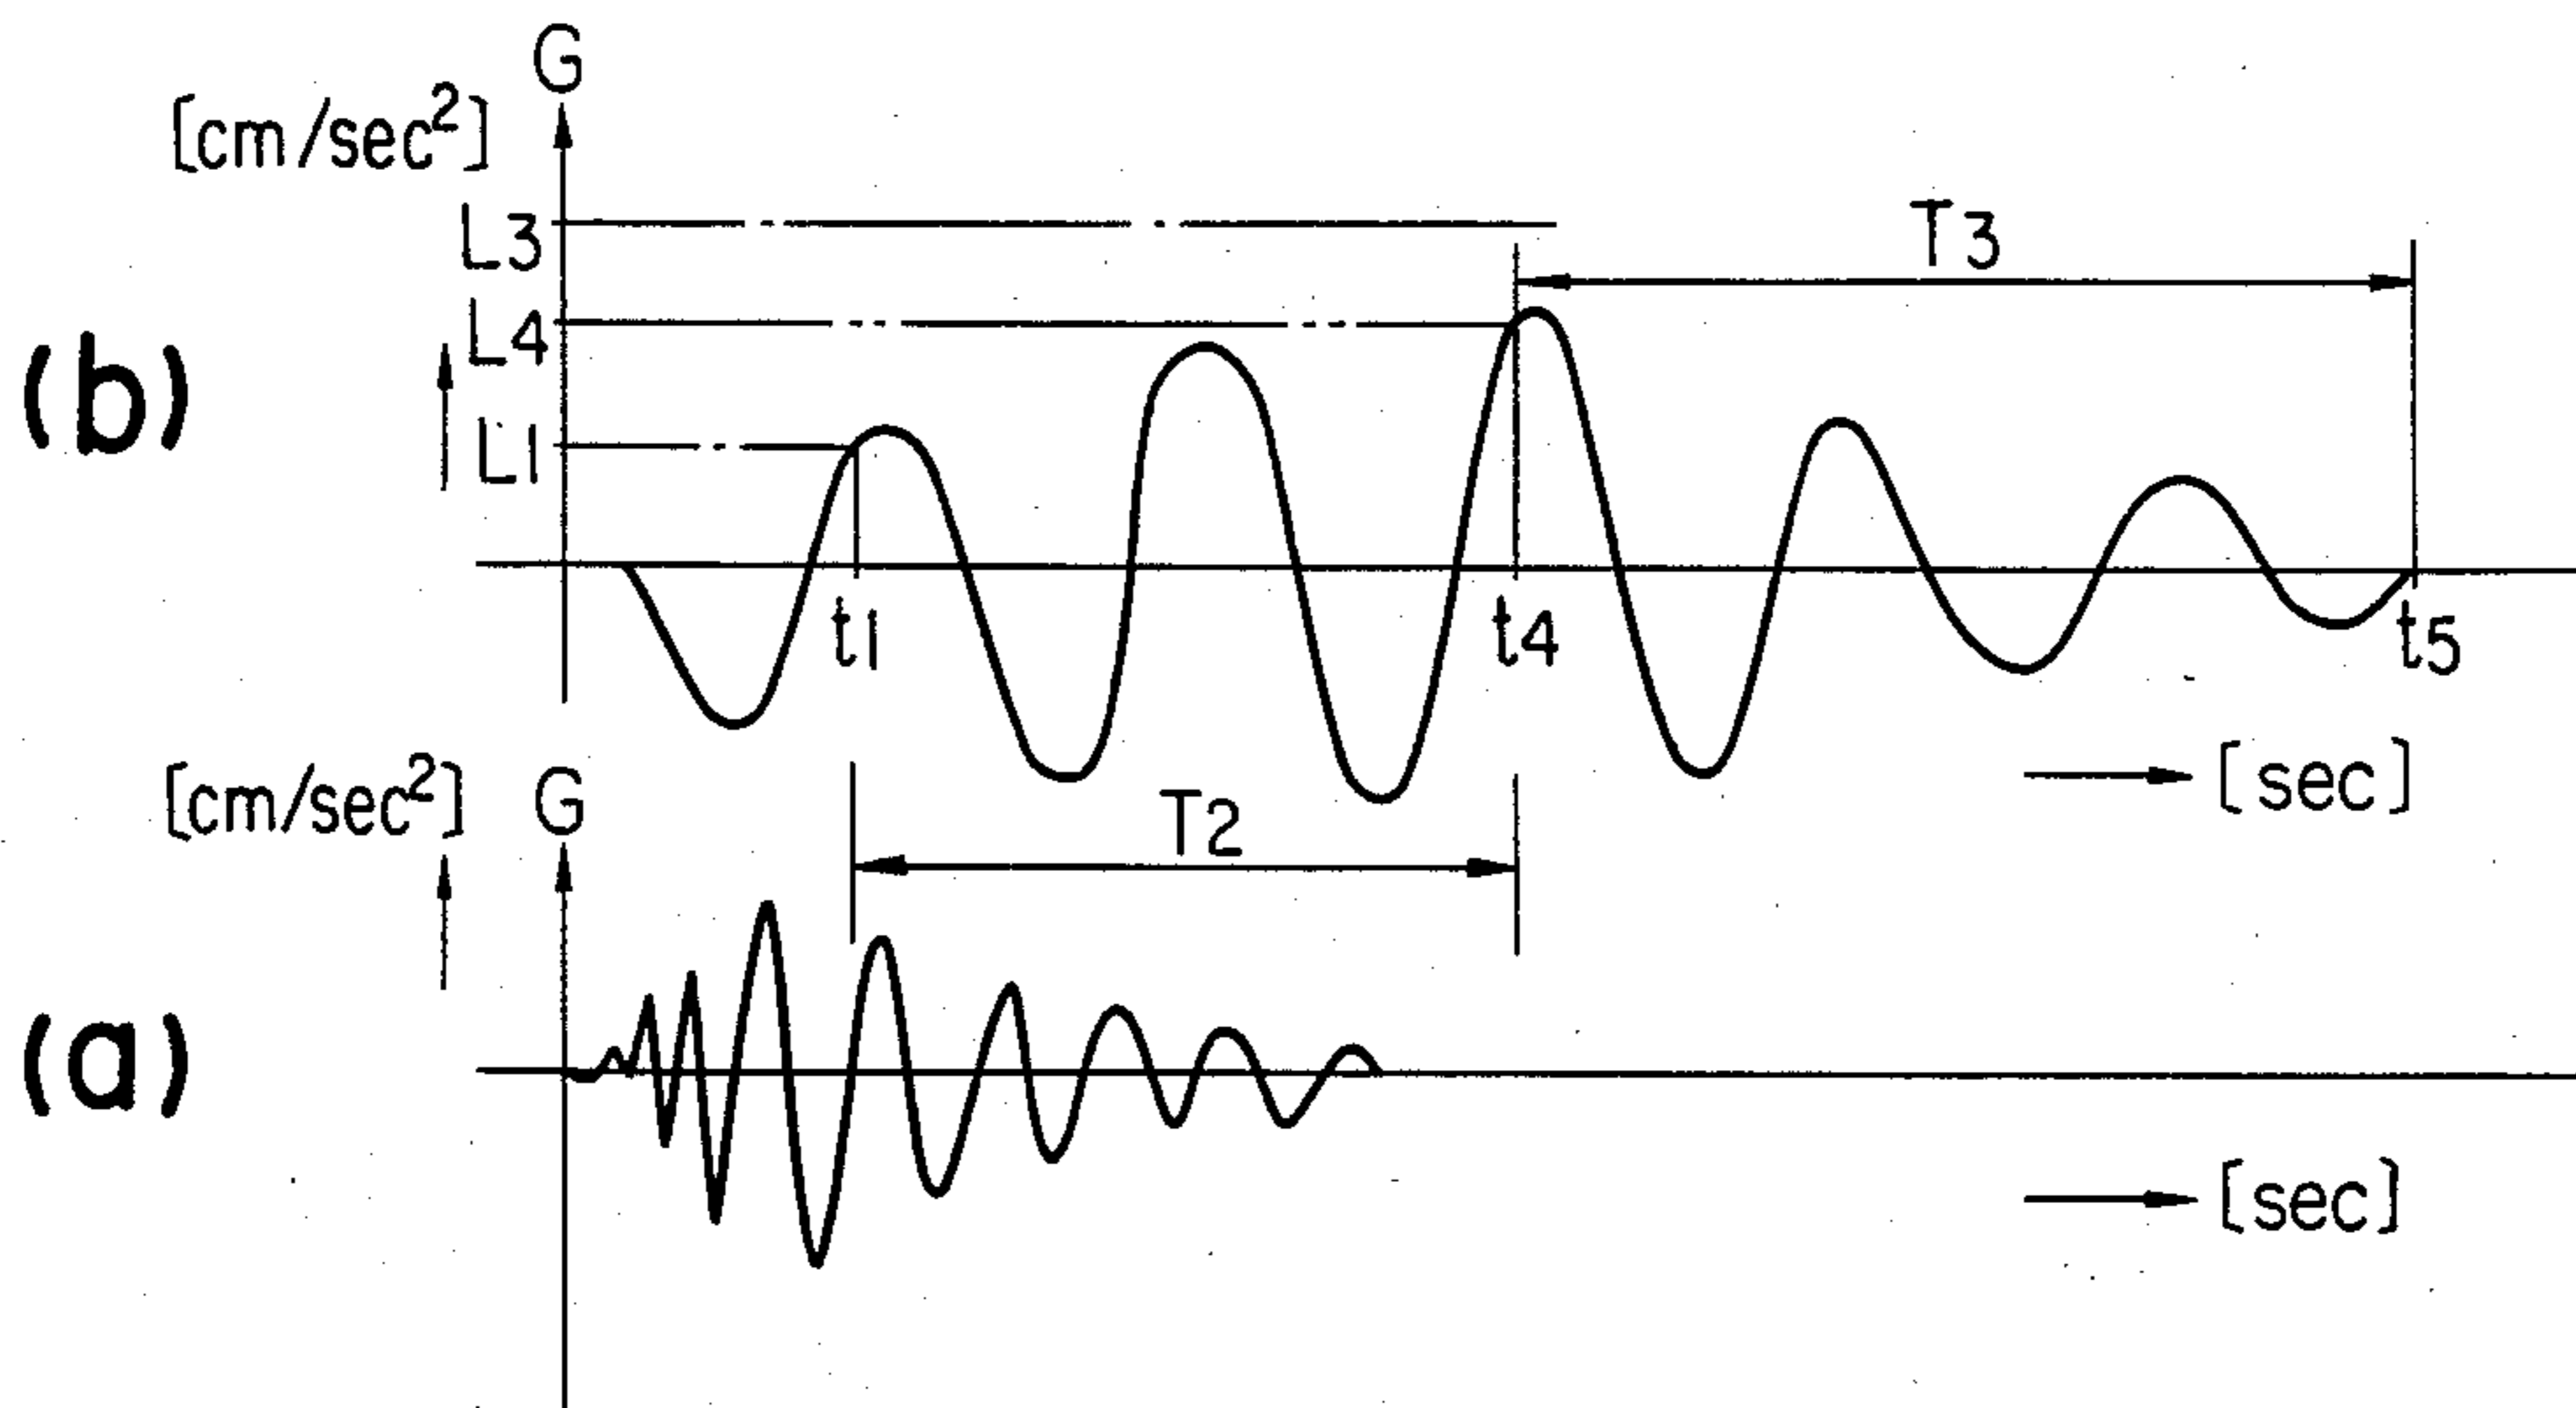 G
[cm/sec²]
L3
T3
L4
(b)
L1
t1
t4
t5
[sec]
[cm/sec²] G
T2
(a)
[sec]